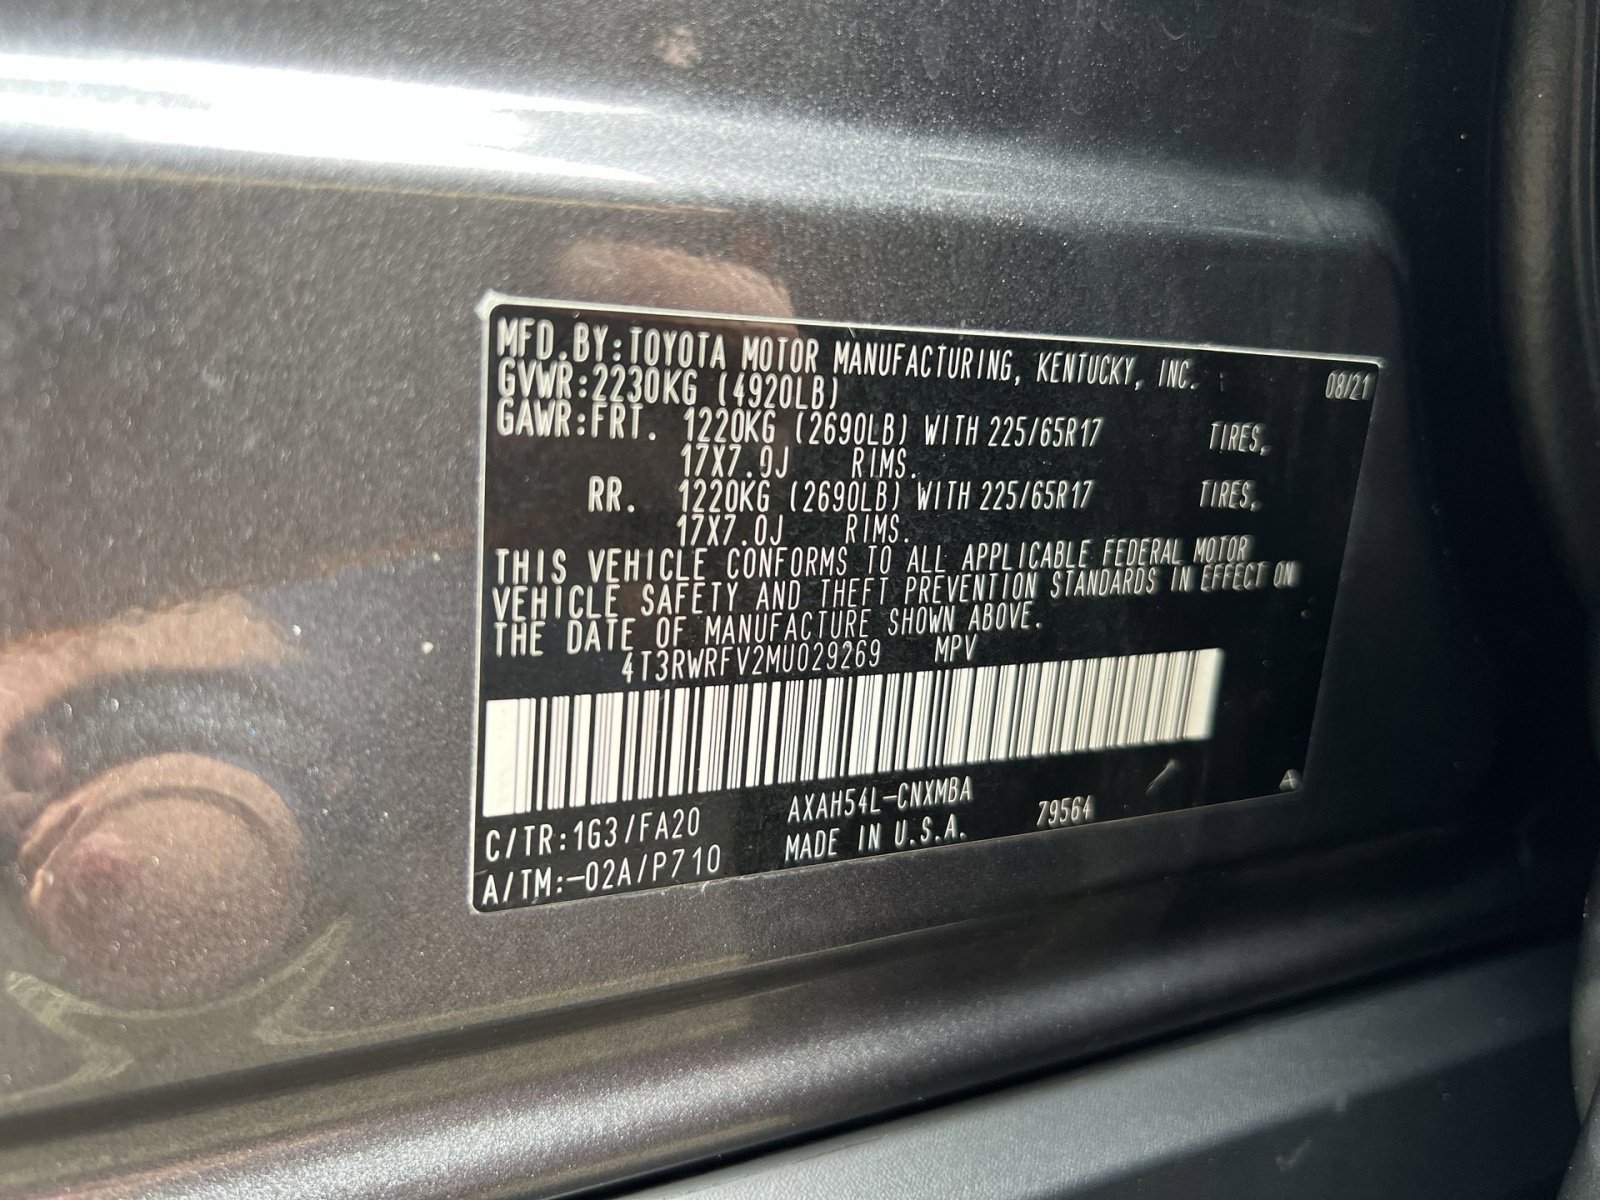 MFD.BY:TOYOTA MOTOR MANUFACTURING, KENTUCKY, INC. 08/21
GVWR:2230KG (4920LB)
GAWR:FRT. 1220KG (2690LB) WITH 225/65R17 TIRES,
17X7.0J RIMS.
RR. 1220KG (2690LB) WITH 225/65R17 TIRES,
17X7.0J RIMS.
THIS VEHICLE CONFORMS TO ALL APPLICABLE FEDERAL MOTOR
VEHICLE SAFETY AND THEFT PREVENTION STANDARDS IN EFFECT ON
THE DATE OF MANUFACTURE SHOWN ABOVE.
4T3RWRFV2MU029269 MPV
C/TR:1G3/FA20 AXAH54L-CNXMBA 79564 A
A/TM:-02A/P710 MADE IN U.S.A.